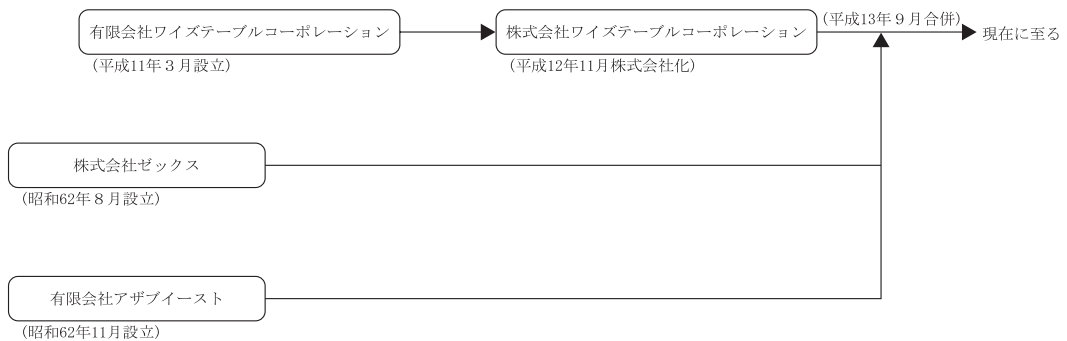 (平成13年９月合併)
有限会社ワイズテーブルコーポレーション
株式会社ワイズテーブルコーポレーション
現在に至る
(平成11年３月設立)
(平成12年11月株式会社化)
株式会社ゼックス
(昭和62年８月設立)
有限会社アザブイースト
(昭和62年11月設立)